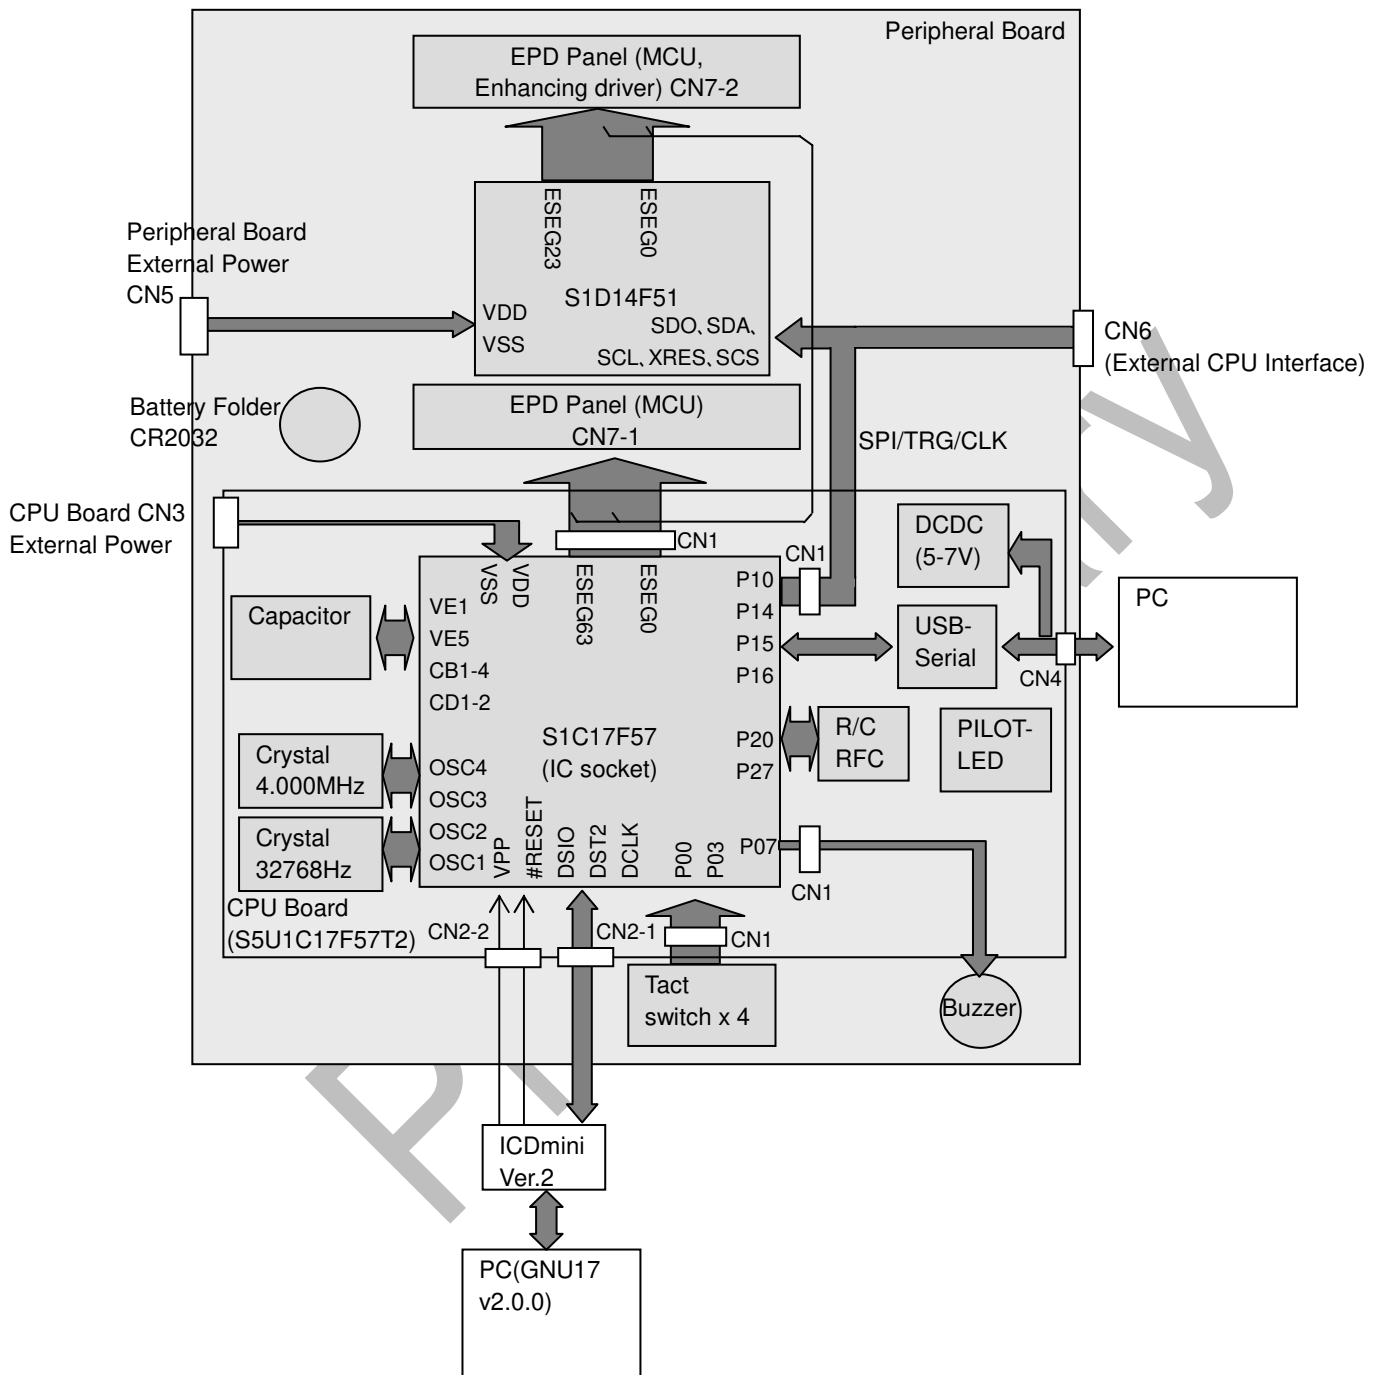 Peripheral Board
EPD Panel (MCU,
Enhancing driver) CN7-2
ESEG23
ESEG0
Peripheral Board
External Power
CN5
S1D14F51
VDD
VSS
SDO、SDA、
SCL、XRES、SCS
CN6
(External CPU Interface)
Battery Folder
CR2032
EPD Panel (MCU)
CN7-1
SPI/TRG/CLK
CPU Board CN3
External Power
CN1
CN1
DCDC
(5-7V)
VSS
VDD
ESEG63
ESEG0
P10
P14
P15
P16
P20
P27
P07
Capacitor
VE1
VE5
CB1-4
CD1-2
USB-
Serial
CN4
PC
S1C17F57
(IC socket)
R/C
RFC
PILOT-
LED
Crystal
4.000MHz
OSC4
OSC3
OSC2
OSC1
Crystal
32768Hz
VPP
#RESET
DSIO
DST2
DCLK
P00
P03
CN1
CPU Board
(S5U1C17F57T2)
CN2-2
CN2-1
CN1
Tact
switch x 4
Buzzer
ICDmini
Ver.2
PC(GNU17
v2.0.0)